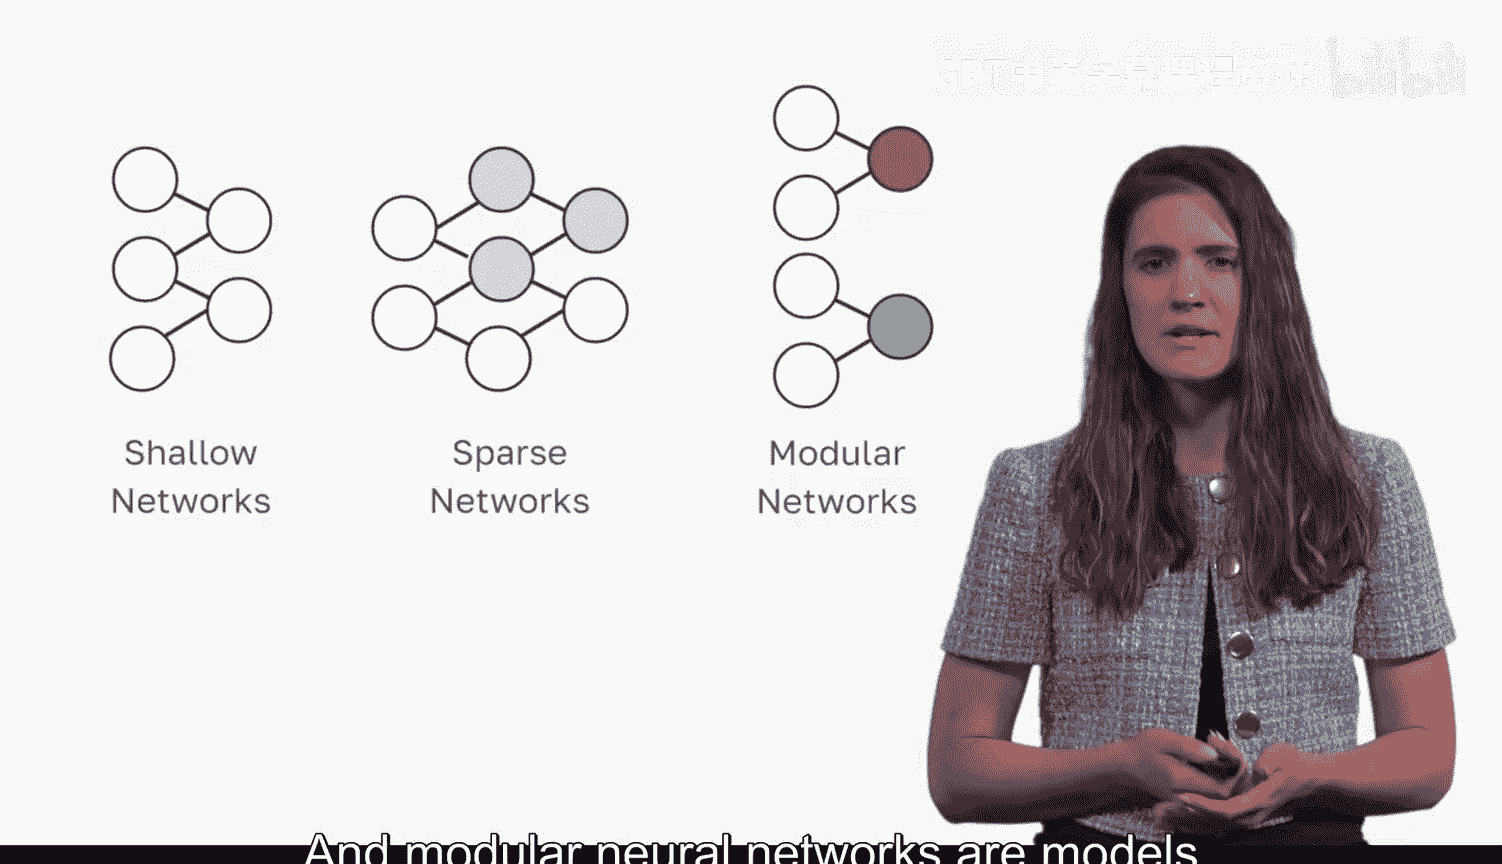 Shallow
Networks
Sparse
Networks
Modular
Networks
And modular neural networks are models